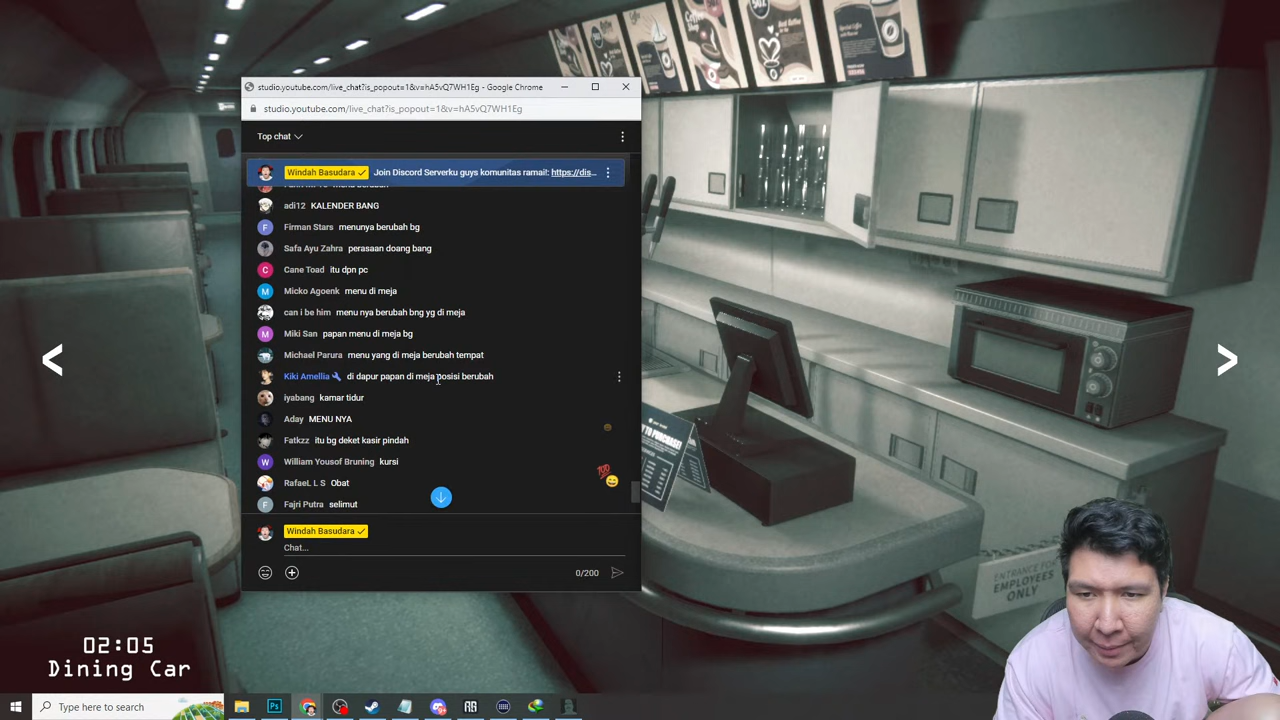 studio.youtube.com/live_chat?is_popout=1&v=hA5vQ7WH1Eg - Google Chrome
studio.youtube.com/live_chat?is_popout=1&v=hA5vQ7WH1Eg
Top chat
Windah Basudara Join Discord Serverku guys komunitas ramai!: https://dis...
adi12 KALENDER BANG
Firman Stars menunya berubah bg
Safa Ayu Zahra perasaan doang bang
Cane Toad itu dpn pc
Micko Agoenk menu di meja
can i be him menu nya berubah bng yg di meja
Miki San papan menu di meja bg
Michael Parura menu yang di meja berubah tempat
Kiki Amellia di dapur papan di meja posisi berubah
iyabang kamar tidur
Aday MENU NYA
Fatkzz itu bg deket kasir pindah
William Yousof Bruning kursi
RafaeL L S Obat
Fajri Putra selimut
Windah Basudara
Chat...
0/200
<
>
PURCHASE!
ENTRANCE FOR
EMPLOYEES
ONLY
02:05
Dining Car
Type here to search